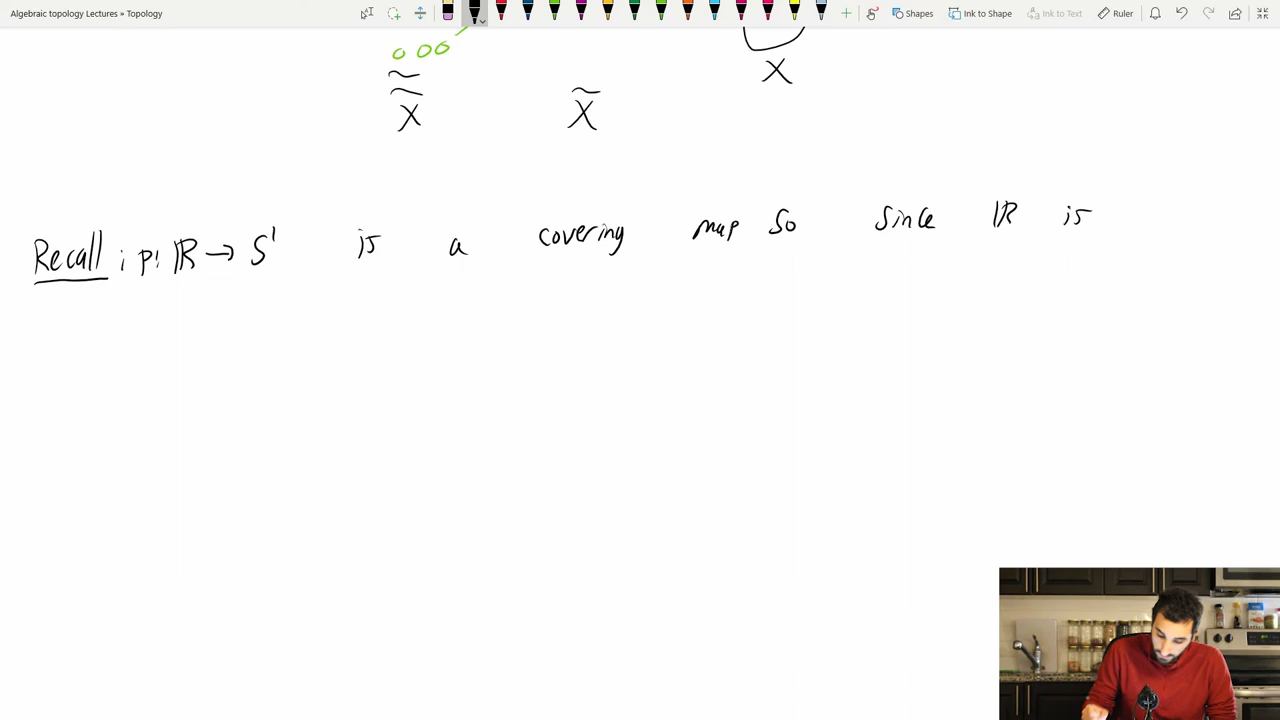 Algebraic topology Lectures » Topology
Shapes Ink to Shape Ink to Text Ruler
X
≈X X̃
Recall : p: ℝ → S¹ is a covering map so since ℝ is